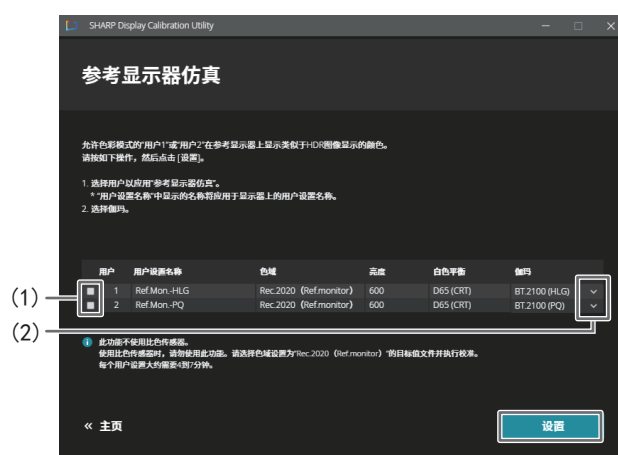 SHARP Display Calibration Utility
参考显示器仿真
允许色彩模式的“用户1”或“用户2”在参考显示器上显示类似于HDR图像显示的颜色。
请按如下操作，然后点击 [设置]。
1. 选择用户以应用“参考显示器仿真”。
* “用户设置名称”中显示的名称将应用于显示器上的用户设置名称。
2. 选择伽玛。
用户 用户设置名称 色域 亮度 白色平衡 伽玛
1 Ref.Mon.-HLG Rec.2020（Ref.monitor） 600 D65 (CRT) BT.2100 (HLG)
2 Ref.Mon.-PQ Rec.2020（Ref.monitor） 600 D65 (CRT) BT.2100 (PQ)
(1)
(2)
此功能不使用比色传感器。
使用比色传感器时，请勿使用此功能。请选择色域设置为“Rec.2020（Ref.monitor）”的目标值文件并执行校准。
每个用户设置大约需要4到7分钟。
« 主页
设置